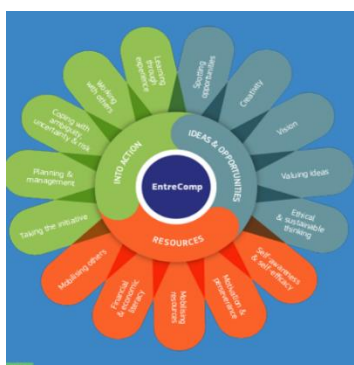 EntreComp
IDEAS & OPPORTUNITIES
Spotting
opportunities
Creativity
Vision
Valuing ideas
Ethical
& sustainable
thinking
RESOURCES
Self-awareness
& self-efficacy
Motivation &
perseverance
Mobilising
resources
Financial
& economic
literacy
Mobilising others
INTO ACTION
Taking the initiative
Planning &
management
Coping with
ambiguity,
uncertainty & risk
Working
with others
Learning
through
experience